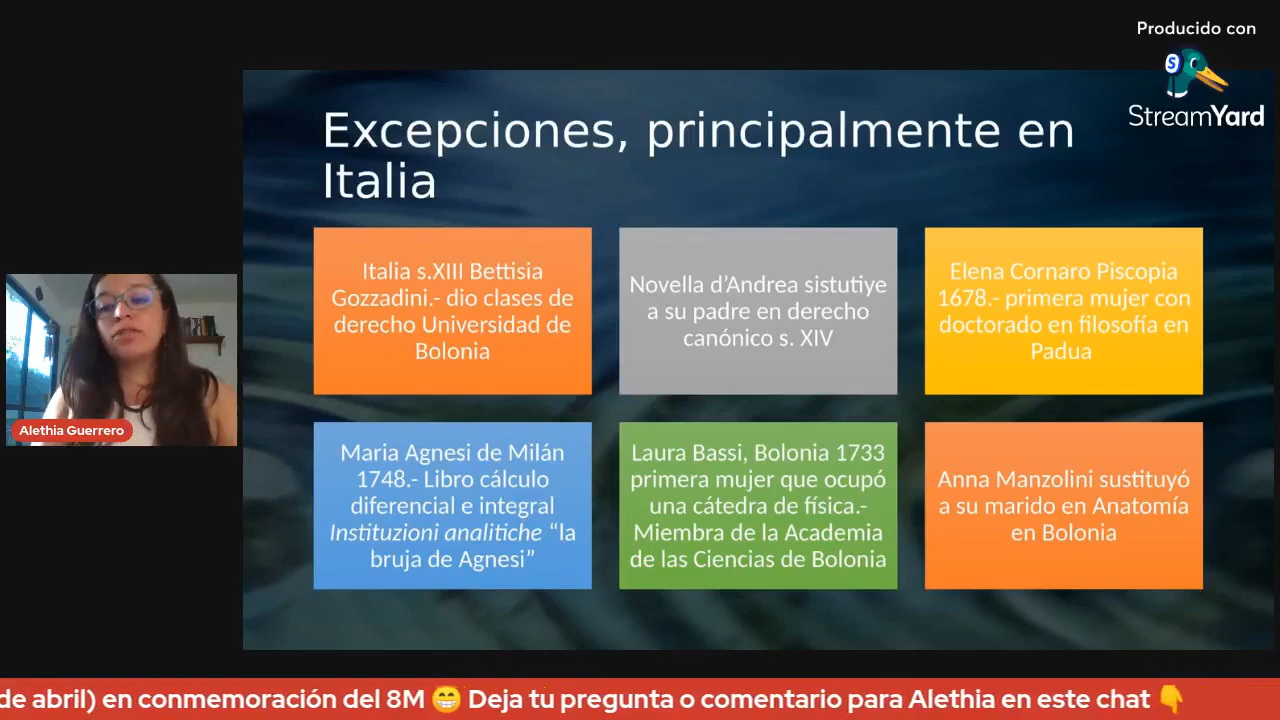 Producido con
StreamYard
Excepciones, principalmente en
Italia
Italia s.XIII Bettisia
Gozzadini.- dio clases de
derecho Universidad de
Bolonia
Novella d’Andrea sistutiye
a su padre en derecho
canónico s. XIV
Elena Cornaro Piscopia
1678.- primera mujer con
doctorado en filosofía en
Padua
Maria Agnesi de Milán
1748.- Libro cálculo
diferencial e integral
Instituzioni analitiche “la
bruja de Agnesi”
Laura Bassi, Bolonia 1733
primera mujer que ocupó
una cátedra de física.-
Miembra de la Academia
de las Ciencias de Bolonia
Anna Manzolini sustituyó
a su marido en Anatomía
en Bolonia
Alethia Guerrero
de abril) en conmemoración del 8M 😁 Deja tu pregunta o comentario para Alethia en este chat 👇